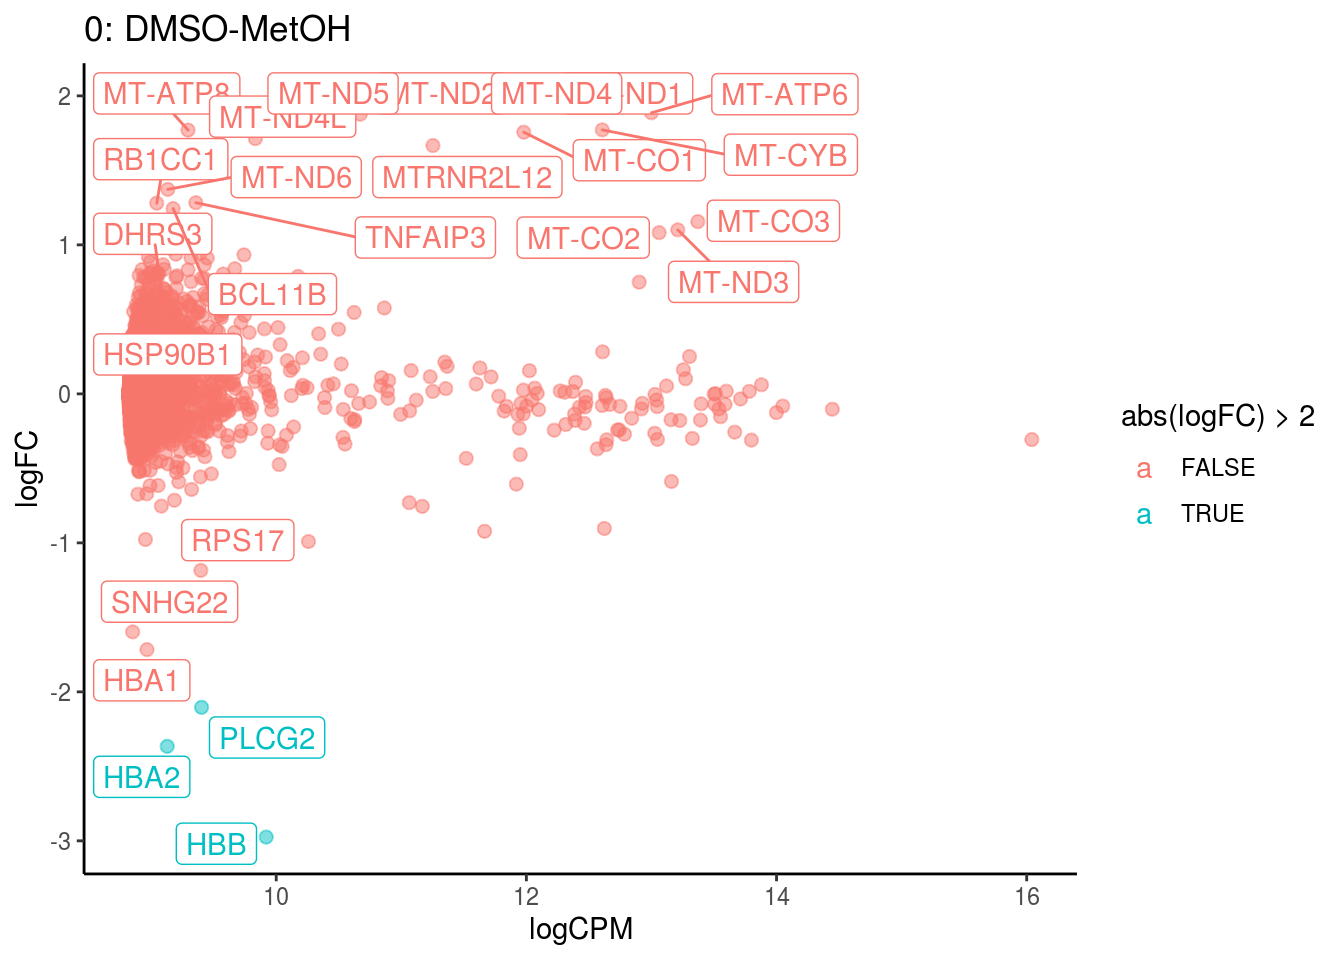 0: DMSO-MetOH
MT-ATP8
MT-ND5
MT-ND2
MT-ND4
-ND1
MT-ATP6
MT-ND4L
RB1CC1
MT-ND6
MTRNR2L12
MT-CO1
MT-CYB
DHRS3
TNFAIP3
MT-CO2
MT-CO3
BCL11B
MT-ND3
HSP90B1
RPS17
SNHG22
HBA1
PLCG2
HBA2
HBB
2
1
0
-1
-2
-3
logFC
10
12
14
16
logCPM
abs(logFC) > 2
a FALSE
a TRUE